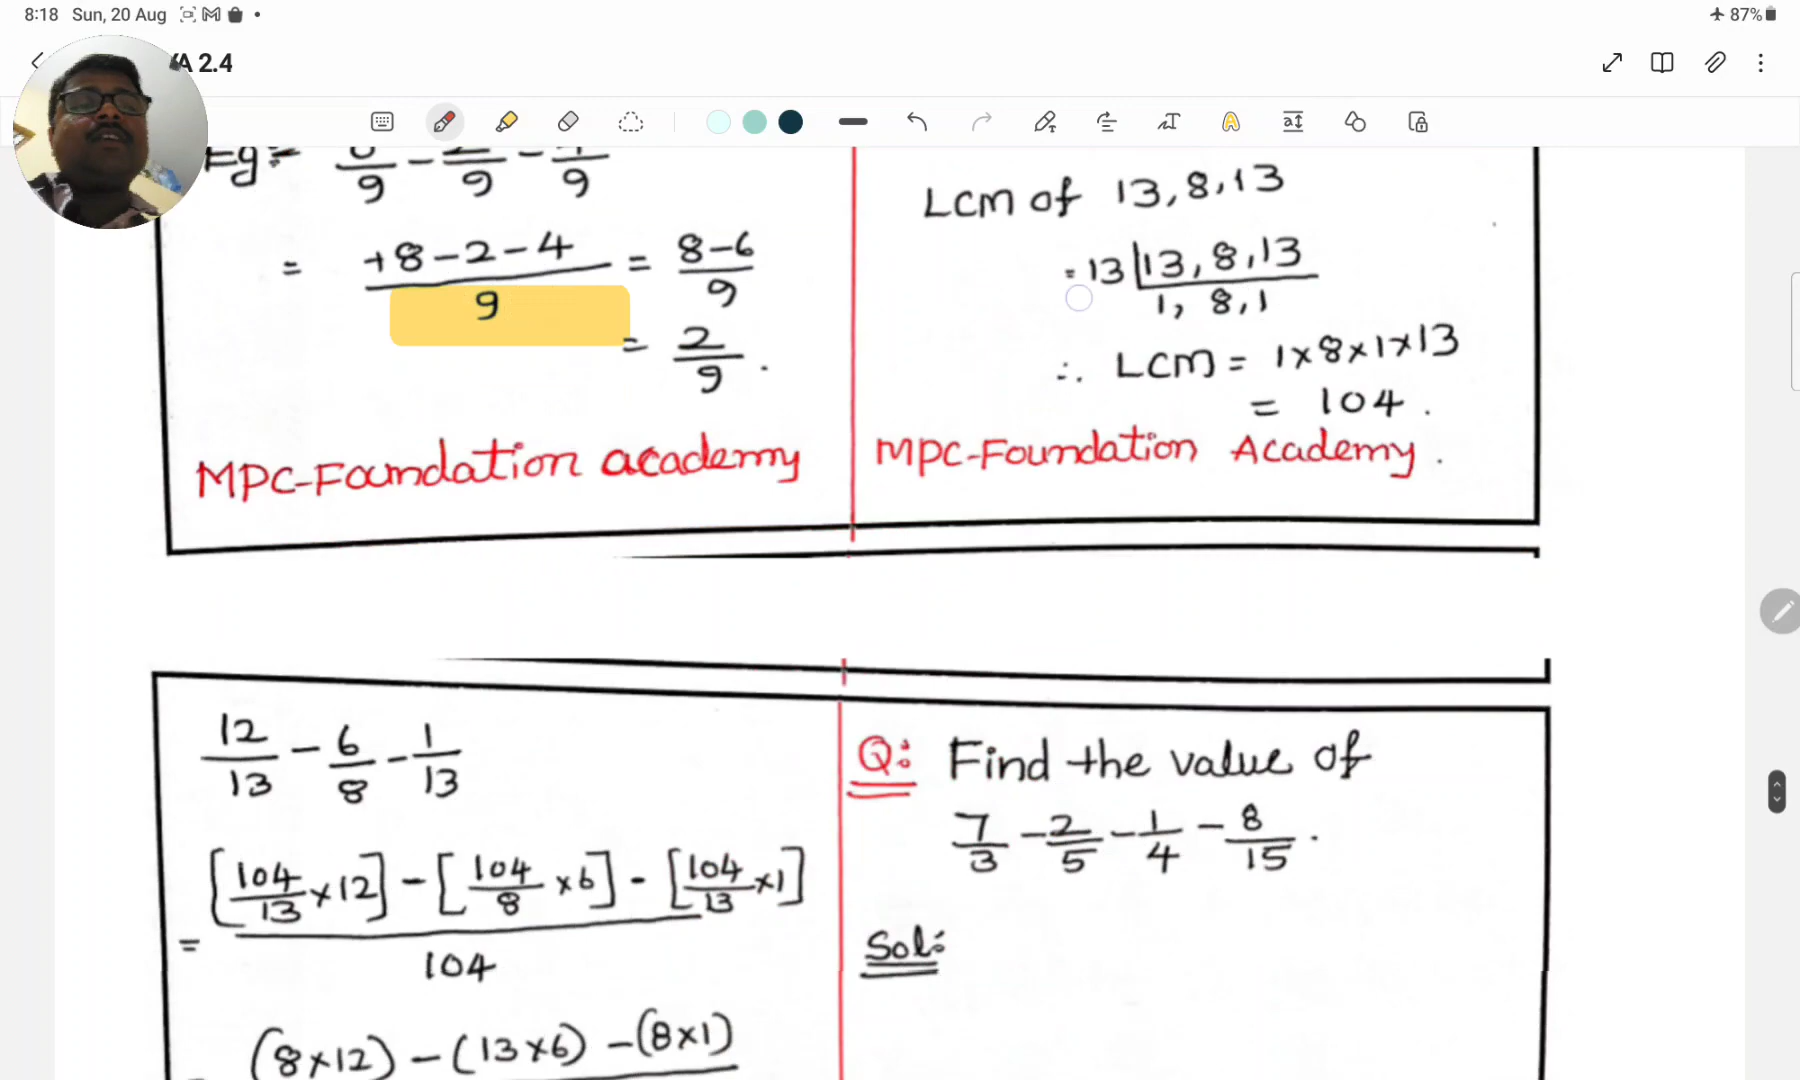 8:18 Sun, 20 Aug
87%
A 2.4
Eg:- 8/9 - 2/9 - 4/9
= +8-2-4/9 = 8-6/9
= 2/9 .
MPC-Foundation academy
LCM of 13, 8, 13
= 13 | 13, 8, 13
1, 8, 1
∴ LCM = 1×8×1×13
= 104 .
MPC-Foundation Academy .
12/13 - 6/8 - 1/13
= [104/13 ×12] - [104/8 ×6] - [104/13 ×1] / 104
(8×12) - (13×6) - (8×1)
Q: Find the value of
7/3 - 2/5 - 1/4 - 8/15 .
Sol: